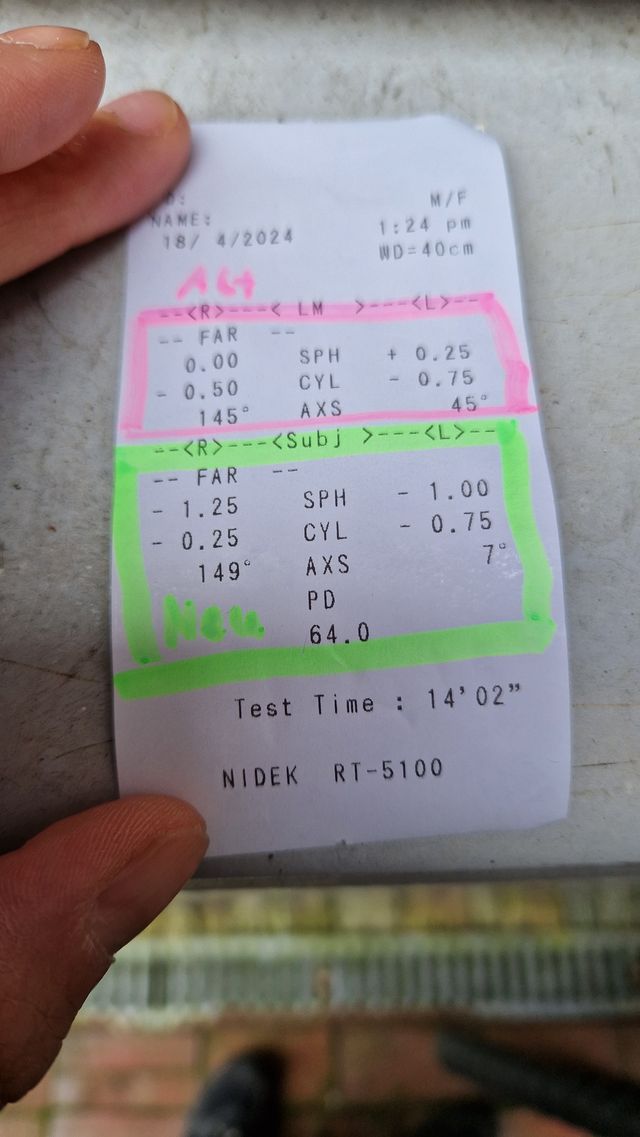 D:
M/F
NAME:
1:24 pm
18/ 4/2024
WD=40cm
Alt
--<R>---< LM >---<L>--
-- FAR --
0.00 SPH + 0.25
- 0.50 CYL - 0.75
145° AXS 45°
--<R>---<Subj >---<L>--
-- FAR --
- 1.25 SPH - 1.00
- 0.25 CYL - 0.75
149° AXS 7°
PD
Neu 64.0
Test Time : 14'02"
NIDEK RT-5100